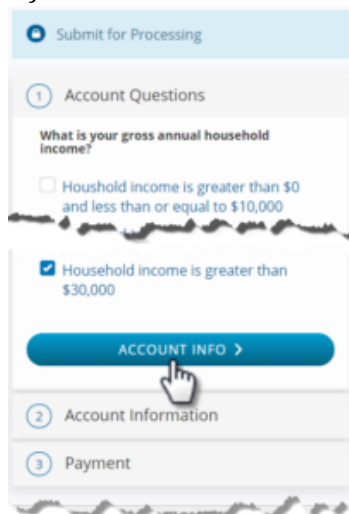 Submit for Processing
1 Account Questions
What is your gross annual household
income?
Houshold income is greater than $0
and less than or equal to $10,000
Household income is greater than
$30,000
ACCOUNT INFO >
2 Account Information
3 Payment